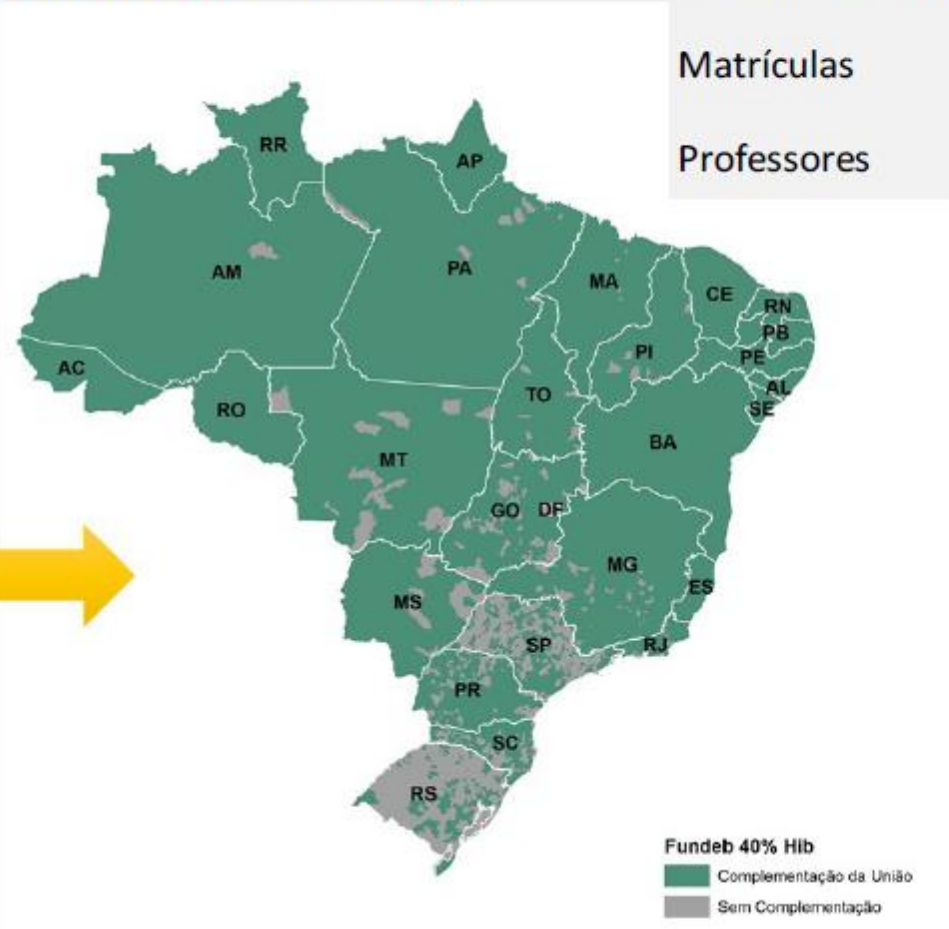 Matrículas
Professores
RR
AP
AM
PA
MA
CE
RN
PB
PE
AL
SE
PI
AC
RO
TO
BA
MT
GO
DF
MG
ES
MS
SP
RJ
PR
SC
RS
Fundeb 40% Hib
Complementação da União
Sem Complementação